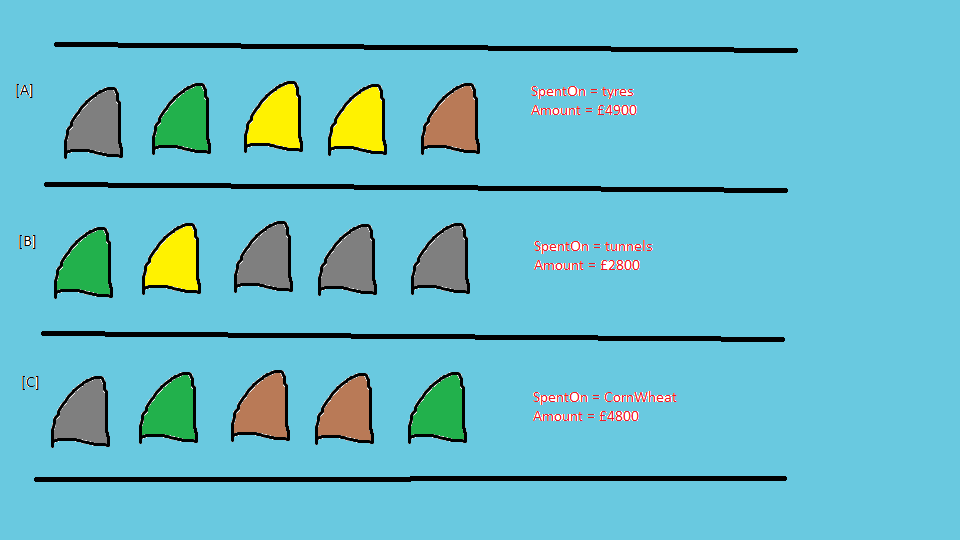 [A]
SpentOn = tyres
Amount = £4900
[B]
SpentOn = tunnels
Amount = £2800
[C]
SpentOn = CornWheat
Amount = £4800